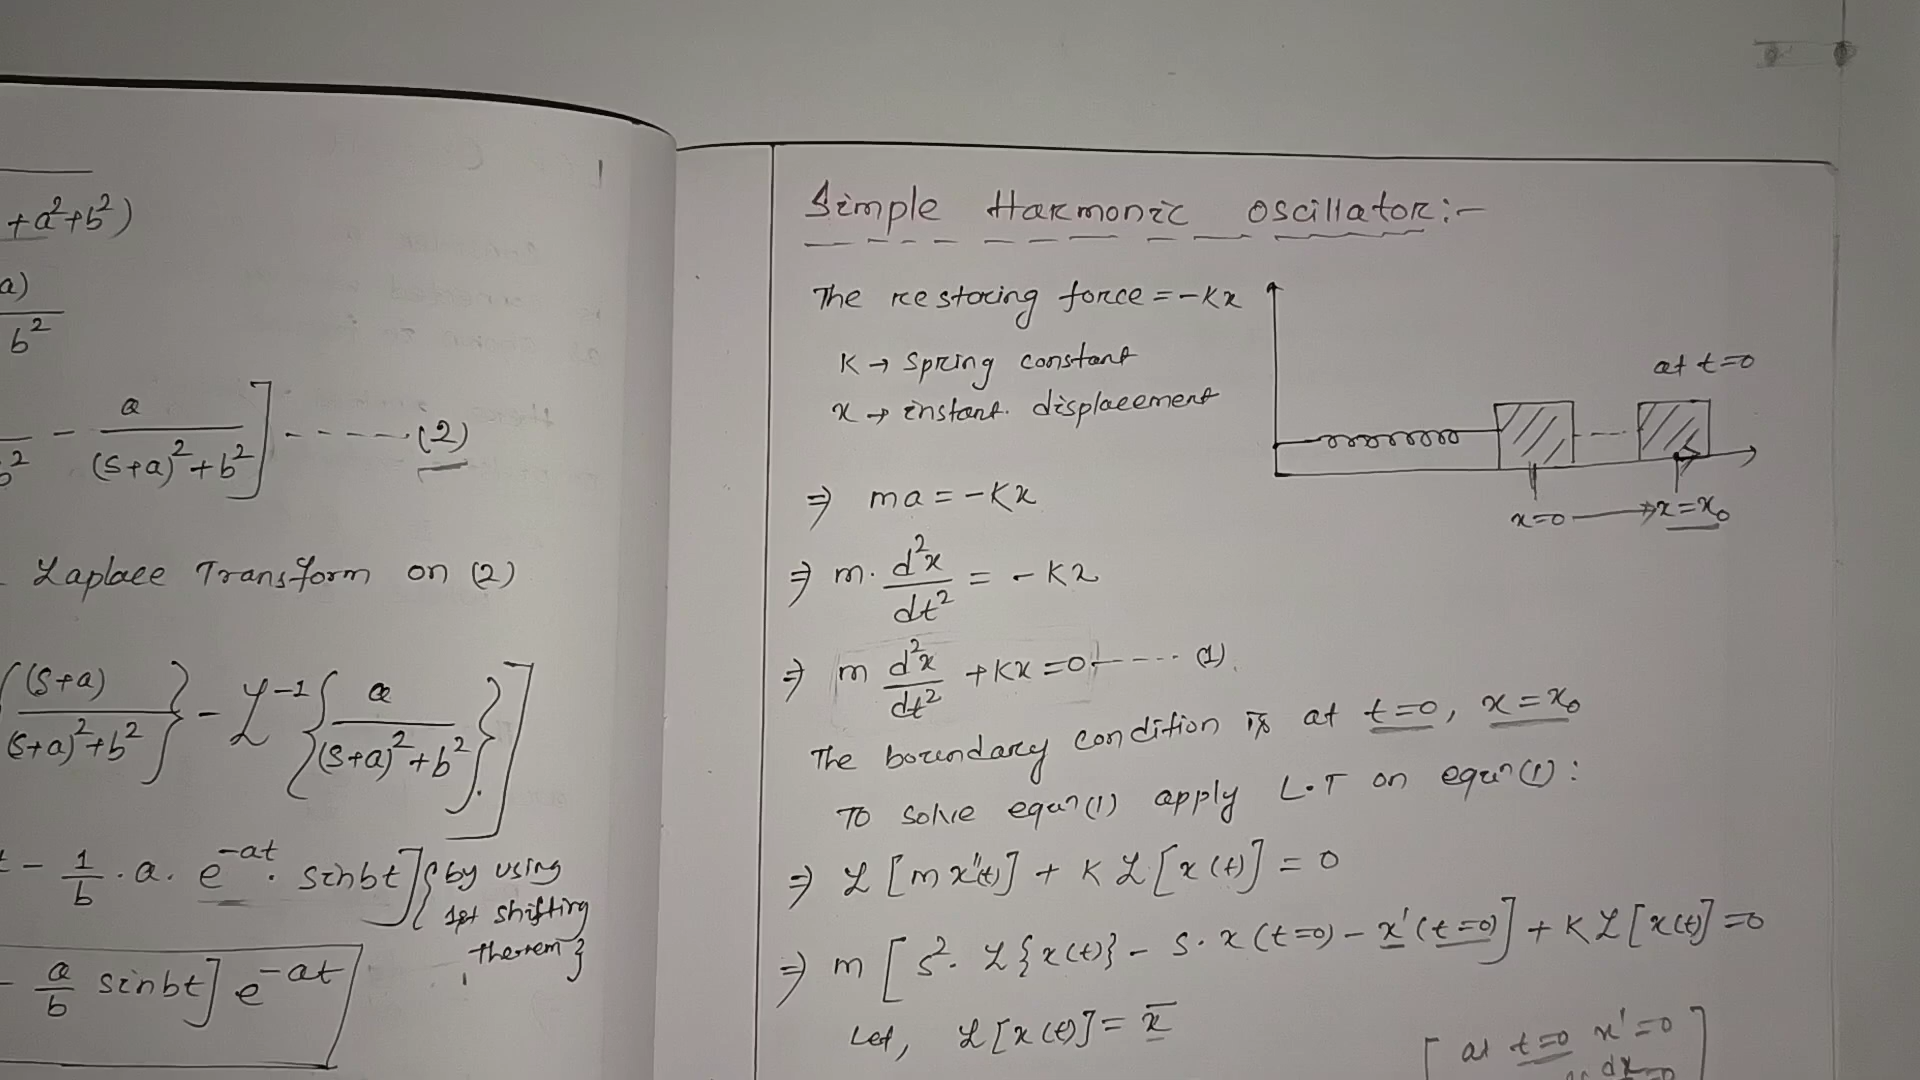 +a²+b²)
a)
b²
- a/((s+a)²+b²)] ------(2)
Laplace Transform on (2)
{(s+a)/((s+a)²+b²)} - ℒ⁻¹{a/((s+a)²+b²)}]
t - 1/b . a. e^-at . sinbt] {by using
1st shifting
theorem}
- a/b sinbt] e^-at
Simple Harmonic oscillator:-
The restoring force = -Kx
K → Spring constant
x → instant. displacement
at t=0
x=0 → x=x₀
⇒ ma = -Kx
⇒ m. d²x/dt² = -Kx
⇒ m d²x/dt² + Kx = 0 ----- (1).
The boundary condition is at t=0, x=x₀
To solve equⁿ(1) apply L.T on equⁿ(1):
⇒ ℒ[m x''(t)] + K ℒ[x(t)] = 0
⇒ m [s². ℒ{x(t)} - s. x(t=0) - x'(t=0)] + K ℒ[x(t)] = 0
Let, ℒ[x(t)] = x̄
[at t=0 x'=0]